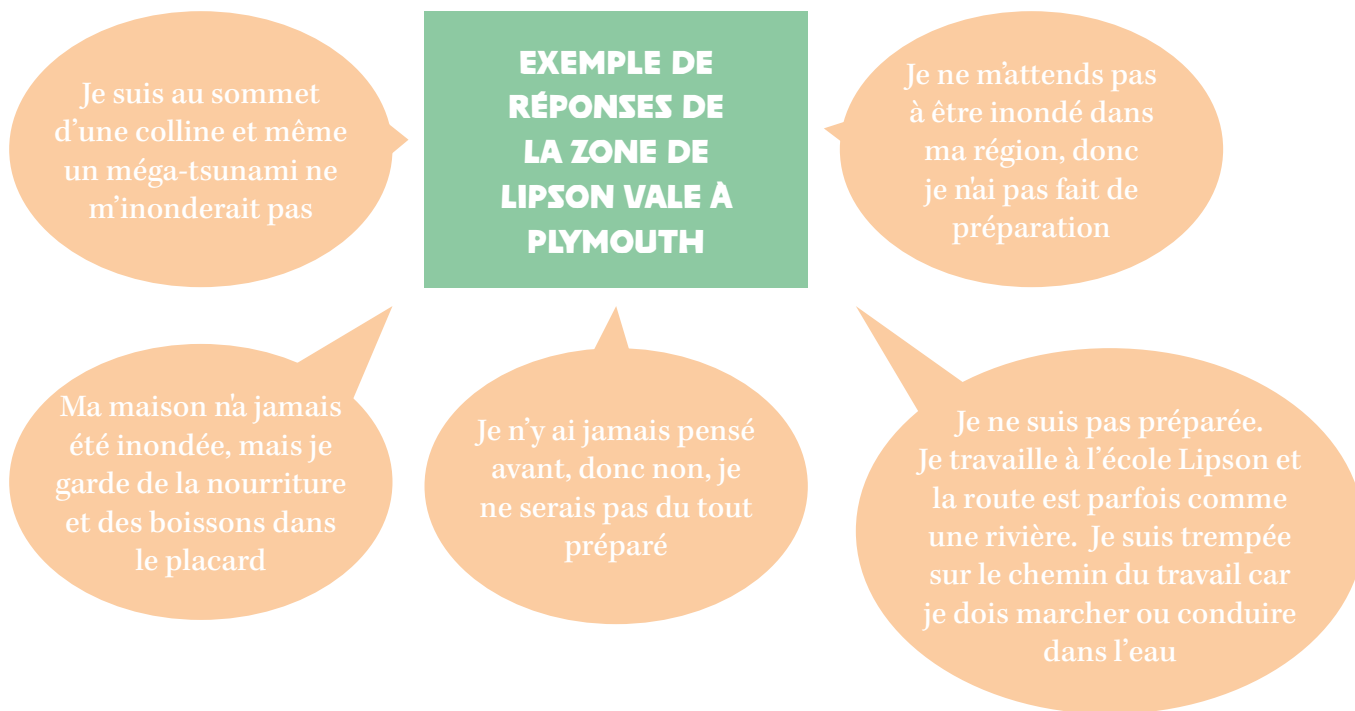 Je suis au sommet
d'une colline et même
un méga-tsunami ne
m'inonderait pas
EXEMPLE DE
RÉPONSES DE
LA ZONE DE
LIPSON VALE À
PLYMOUTH
Je ne m'attends pas
à être inondé dans
ma région, donc
je n'ai pas fait de
préparation
Ma maison n'a jamais
été inondée, mais je
garde de la nourriture
et des boissons dans
le placard
Je n'y ai jamais pensé
avant, donc non, je
ne serais pas du tout
préparé
Je ne suis pas préparée.
Je travaille à l'école Lipson et
la route est parfois comme
une rivière. Je suis trempée
sur le chemin du travail car
je dois marcher ou conduire
dans l'eau